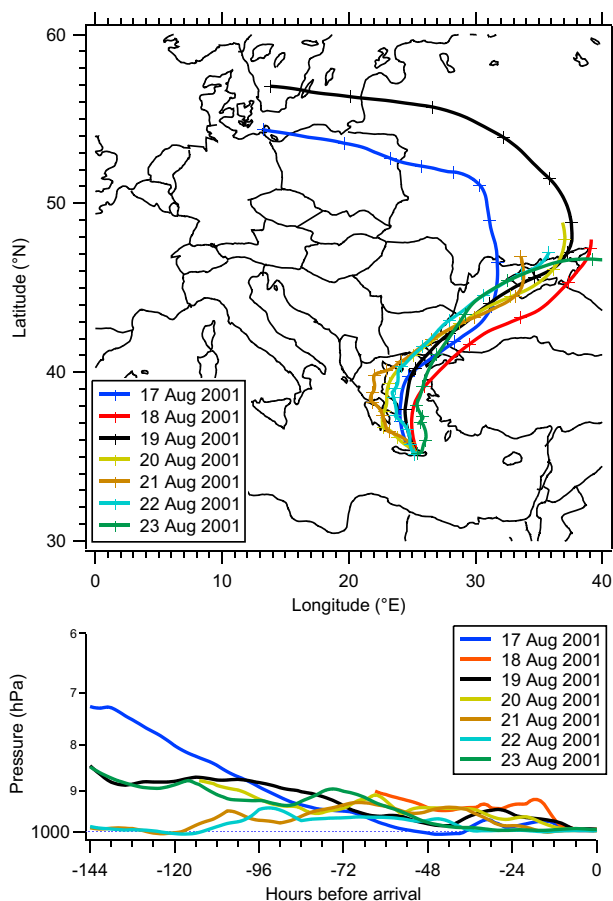 60
50
40
30
Latitude (°N)
17 Aug 2001
18 Aug 2001
19 Aug 2001
20 Aug 2001
21 Aug 2001
22 Aug 2001
23 Aug 2001
0 10 20 30 40
Longitude (°E)
6
7
8
9
1000
Pressure (hPa)
17 Aug 2001
18 Aug 2001
19 Aug 2001
20 Aug 2001
21 Aug 2001
22 Aug 2001
23 Aug 2001
-144 -120 -96 -72 -48 -24 0
Hours before arrival